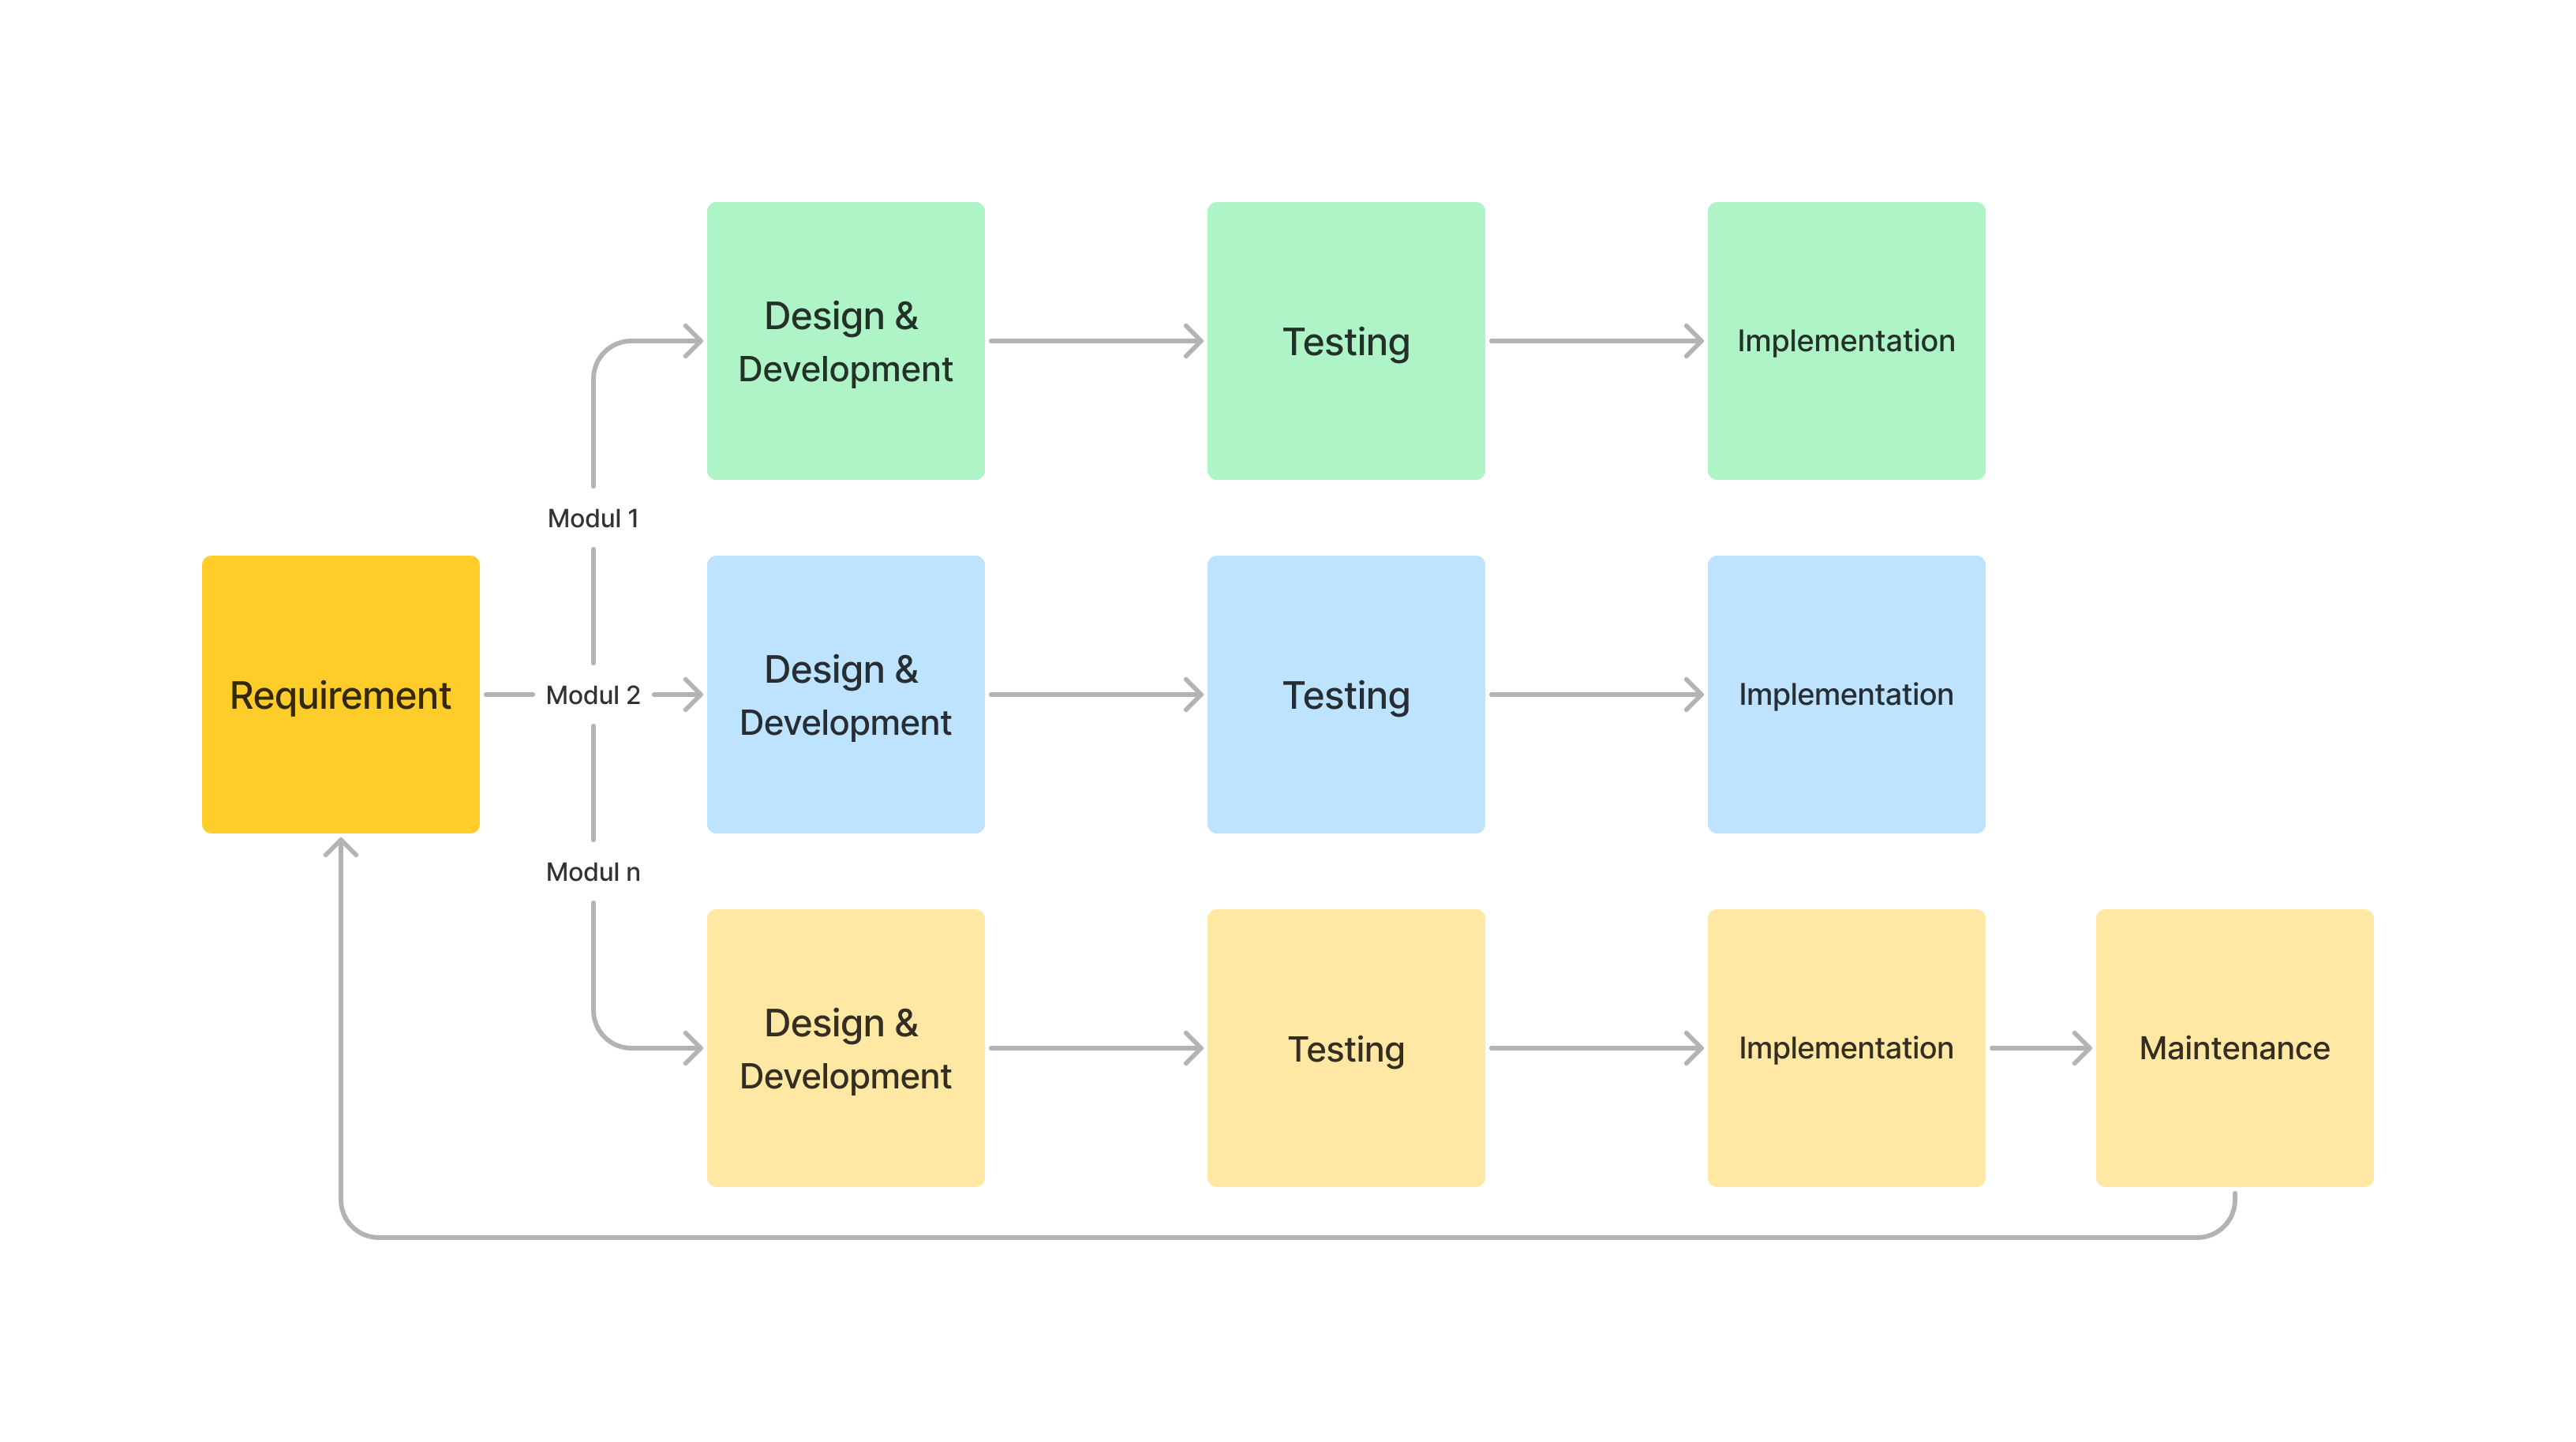 Design &
Development
Testing
Implementation
Modul 1
Requirement
Modul 2
Design &
Development
Testing
Implementation
Modul n
Design &
Development
Testing
Implementation
Maintenance